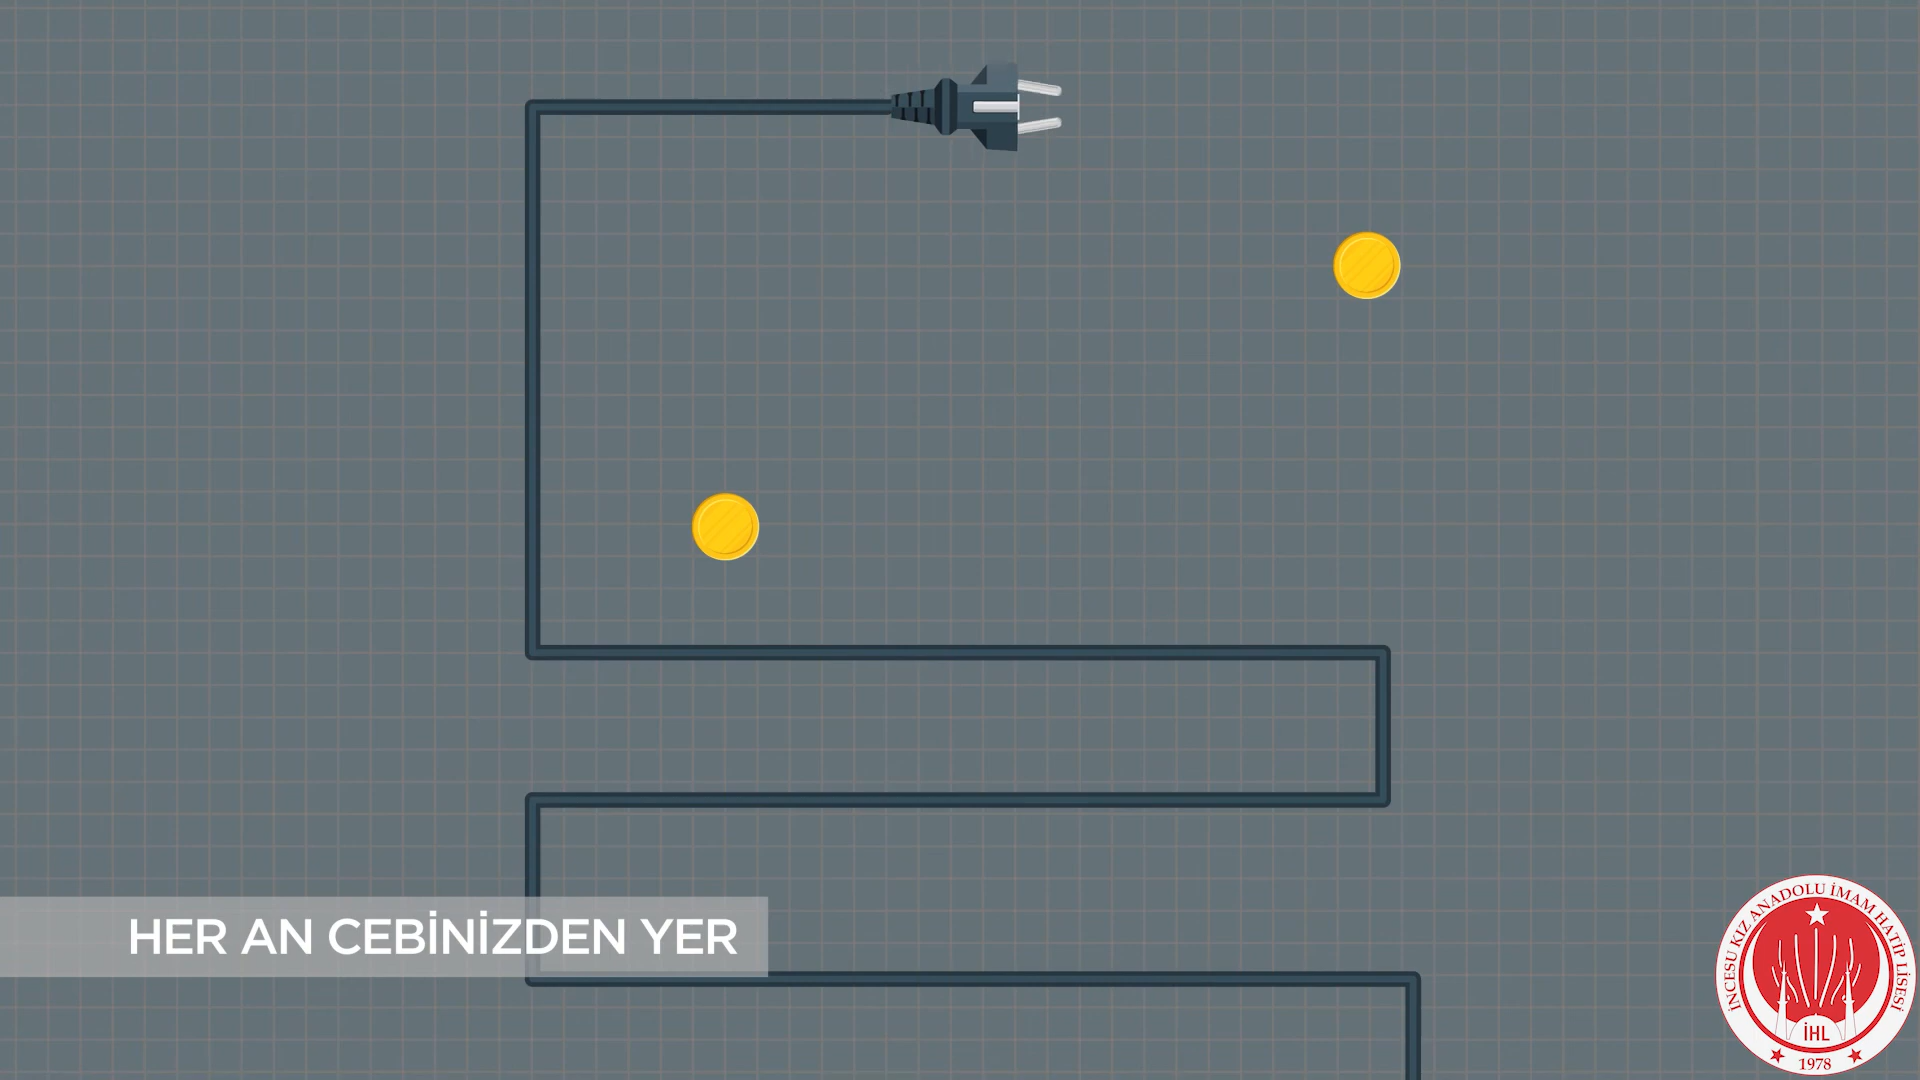 HER AN CEBİNİZDEN YER
İNCESU KIZ ANADOLU İMAM HATİP LİSESİ
İHL
1978